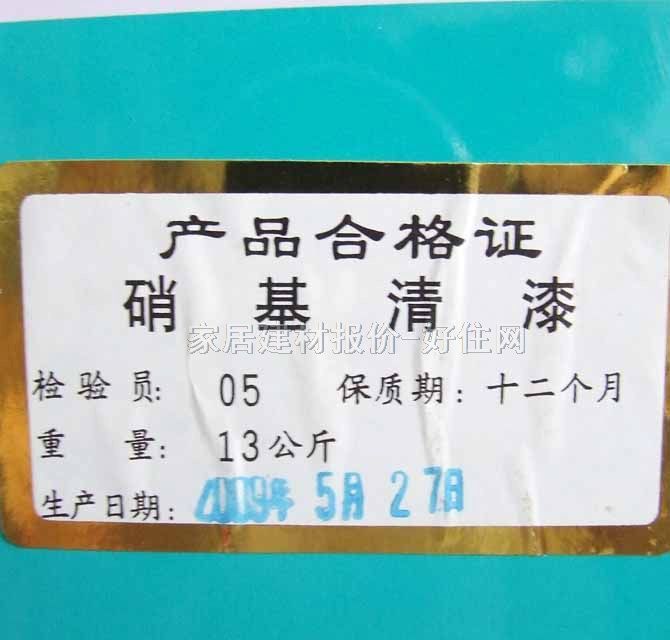 产品合格证
硝基清漆
家居建材报价-好住网
检验员: 05 保质期: 十二个月
重量: 13公斤
生产日期: 2009年 5月 27日